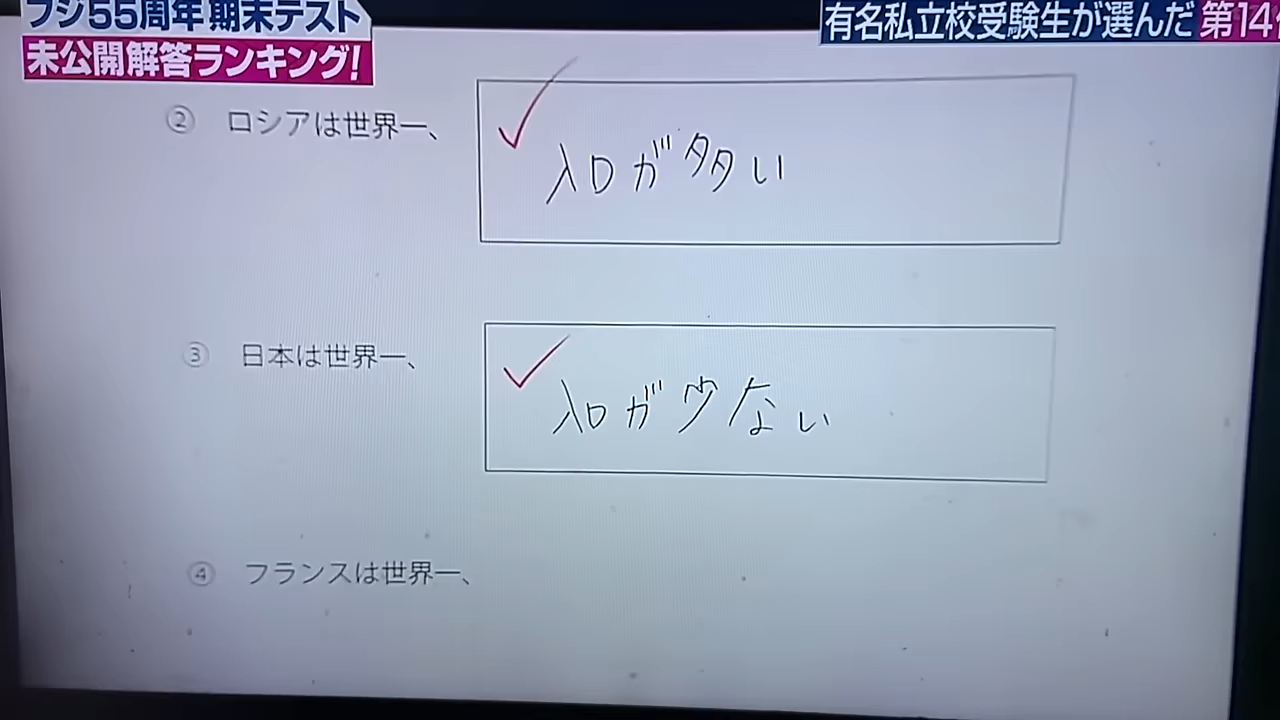 フジ55周年 期末テスト
未公開解答ランキング!
有名私立校受験生が選んだ 第14
② ロシアは世界一、
入口が多い
③ 日本は世界一、
入口が少ない
④ フランスは世界一、